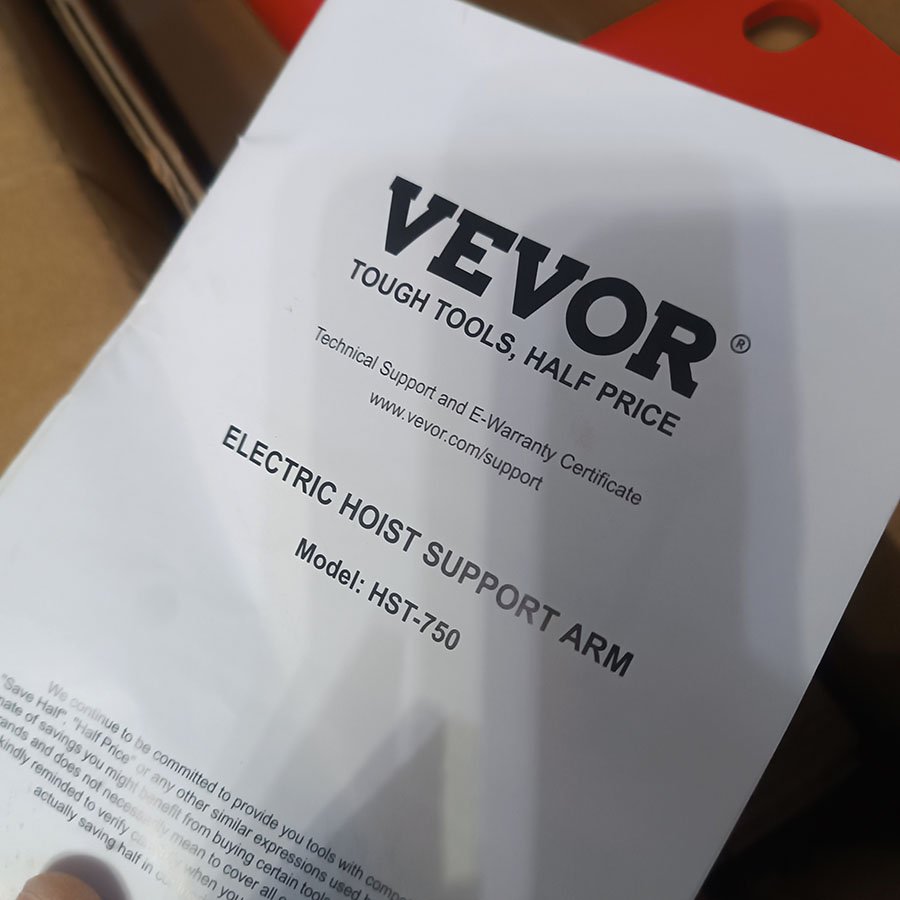 VEVOR®
TOUGH TOOLS, HALF PRICE
Technical Support and E-Warranty Certificate
www.vevor.com/support
ELECTRIC HOIST SUPPORT ARM
Model: HST-750
We continue to be committed to provide you tools with
"Save Half", "Half Price" or any other similar expressions used
of savings you might benefit from buying certain tools
and does not necessarily mean to cover all
kindly reminded to verify when you
actually saving half in